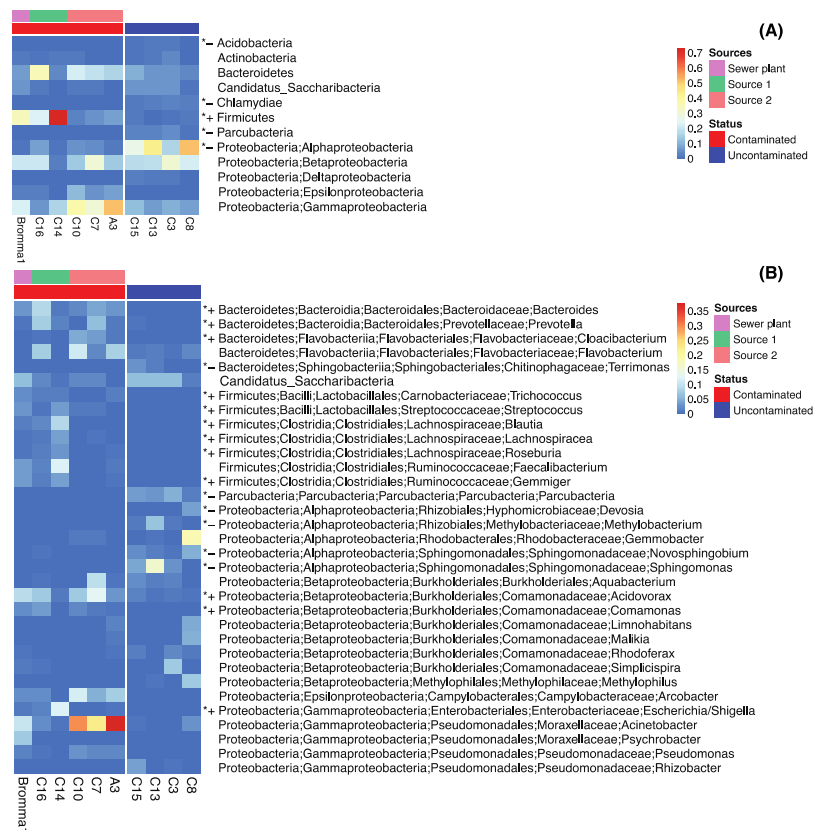 (A)
*– Acidobacteria
Actinobacteria
Bacteroidetes
Candidatus_Saccharibacteria
*– Chlamydiae
*+ Firmicutes
*– Parcubacteria
*– Proteobacteria;Alphaproteobacteria
Proteobacteria;Betaproteobacteria
Proteobacteria;Deltaproteobacteria
Proteobacteria;Epsilonproteobacteria
Proteobacteria;Gammaproteobacteria
Bromma1 C16 C14 C10 C7 A3 C15 C13 C3 C8
0.7
0.6
0.5
0.4
0.3
0.2
0.1
0
Sources
Sewer plant
Source 1
Source 2
Status
Contaminated
Uncontaminated
(B)
*+ Bacteroidetes;Bacteroidia;Bacteroidales;Bacteroidaceae;Bacteroides
*+ Bacteroidetes;Bacteroidia;Bacteroidales;Prevotellaceae;Prevotella
*+ Bacteroidetes;Flavobacteriia;Flavobacteriales;Flavobacteriaceae;Cloacibacterium
Bacteroidetes;Flavobacteriia;Flavobacteriales;Flavobacteriaceae;Flavobacterium
*– Bacteroidetes;Sphingobacteriia;Sphingobacteriales;Chitinophagaceae;Terrimonas
Candidatus_Saccharibacteria
*+ Firmicutes;Bacilli;Lactobacillales;Carnobacteriaceae;Trichococcus
*+ Firmicutes;Bacilli;Lactobacillales;Streptococcaceae;Streptococcus
*+ Firmicutes;Clostridia;Clostridiales;Lachnospiraceae;Blautia
*+ Firmicutes;Clostridia;Clostridiales;Lachnospiraceae;Lachnospiracea
*+ Firmicutes;Clostridia;Clostridiales;Lachnospiraceae;Roseburia
Firmicutes;Clostridia;Clostridiales;Ruminococcaceae;Faecalibacterium
*+ Firmicutes;Clostridia;Clostridiales;Ruminococcaceae;Gemmiger
*– Parcubacteria;Parcubacteria;Parcubacteria;Parcubacteria;Parcubacteria
*– Proteobacteria;Alphaproteobacteria;Rhizobiales;Hyphomicrobiaceae;Devosia
*– Proteobacteria;Alphaproteobacteria;Rhizobiales;Methylobacteriaceae;Methylobacterium
Proteobacteria;Alphaproteobacteria;Rhodobacterales;Rhodobacteraceae;Gemmobacter
*– Proteobacteria;Alphaproteobacteria;Sphingomonadales;Sphingomonadaceae;Novosphingobium
*– Proteobacteria;Alphaproteobacteria;Sphingomonadales;Sphingomonadaceae;Sphingomonas
Proteobacteria;Betaproteobacteria;Burkholderiales;Burkholderiales;Aquabacterium
*+ Proteobacteria;Betaproteobacteria;Burkholderiales;Comamonadaceae;Acidovorax
*+ Proteobacteria;Betaproteobacteria;Burkholderiales;Comamonadaceae;Comamonas
Proteobacteria;Betaproteobacteria;Burkholderiales;Comamonadaceae;Limnohabitans
Proteobacteria;Betaproteobacteria;Burkholderiales;Comamonadaceae;Malikia
Proteobacteria;Betaproteobacteria;Burkholderiales;Comamonadaceae;Rhodoferax
Proteobacteria;Betaproteobacteria;Burkholderiales;Comamonadaceae;Simplicispira
Proteobacteria;Betaproteobacteria;Methylophilales;Methylophilaceae;Methylophilus
Proteobacteria;Epsilonproteobacteria;Campylobacterales;Campylobacteraceae;Arcobacter
*+ Proteobacteria;Gammaproteobacteria;Enterobacteriales;Enterobacteriaceae;Escherichia/Shigella
Proteobacteria;Gammaproteobacteria;Pseudomonadales;Moraxellaceae;Acinetobacter
Proteobacteria;Gammaproteobacteria;Pseudomonadales;Moraxellaceae;Psychrobacter
Proteobacteria;Gammaproteobacteria;Pseudomonadales;Pseudomonadaceae;Pseudomonas
Proteobacteria;Gammaproteobacteria;Pseudomonadales;Pseudomonadaceae;Rhizobacter
Bromma1 C16 C14 C10 C7 A3 C15 C13 C3 C8
0.35
0.3
0.25
0.2
0.15
0.1
0.05
0
Sources
Sewer plant
Source 1
Source 2
Status
Contaminated
Uncontaminated